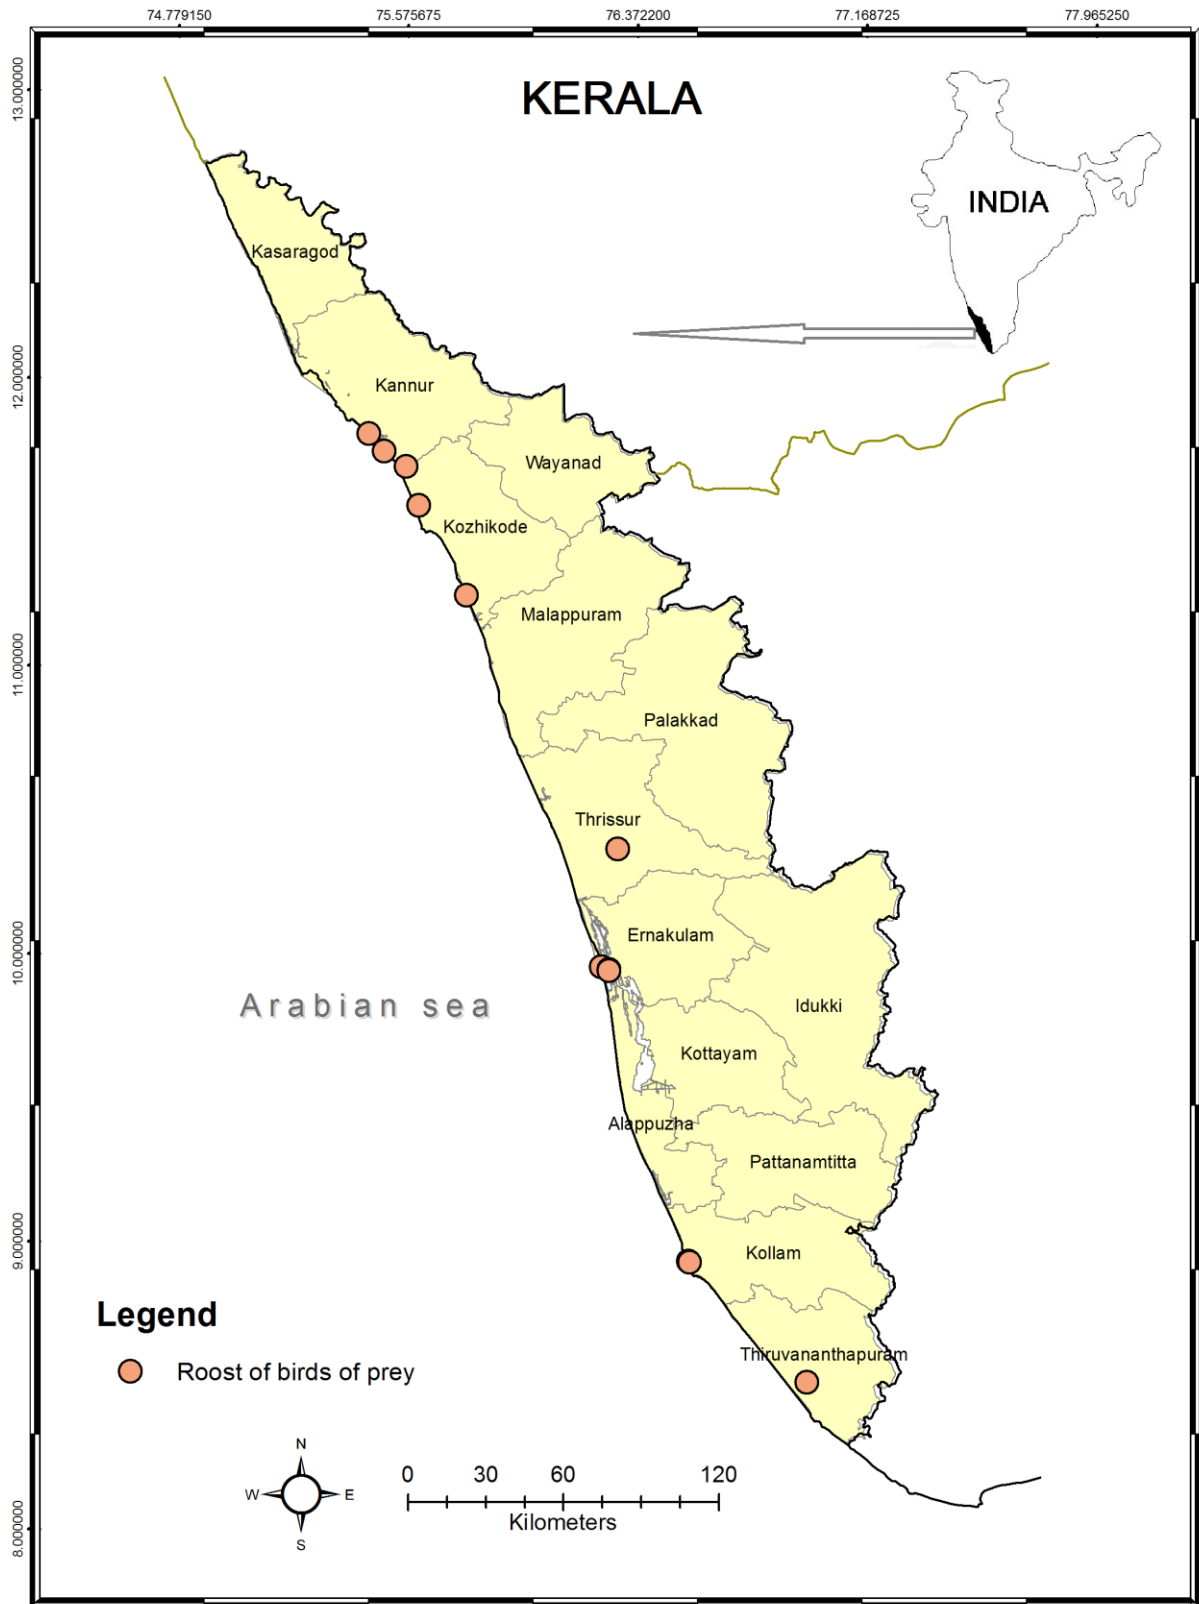 74.779150 75.575675 76.372200 77.168725 77.965250
13.000000
12.000000
11.000000
10.000000
9.000000
8.000000
KERALA
INDIA
Kasaragod
Kannur
Wayanad
Kozhikode
Malappuram
Palakkad
Thrissur
Ernakulam
Idukki
Arabian sea
Kottayam
Alappuzha
Pattanamtitta
Kollam
Thiruvananthapuram
Legend
Roost of birds of prey
N
W E
S
0 30 60 120
Kilometers